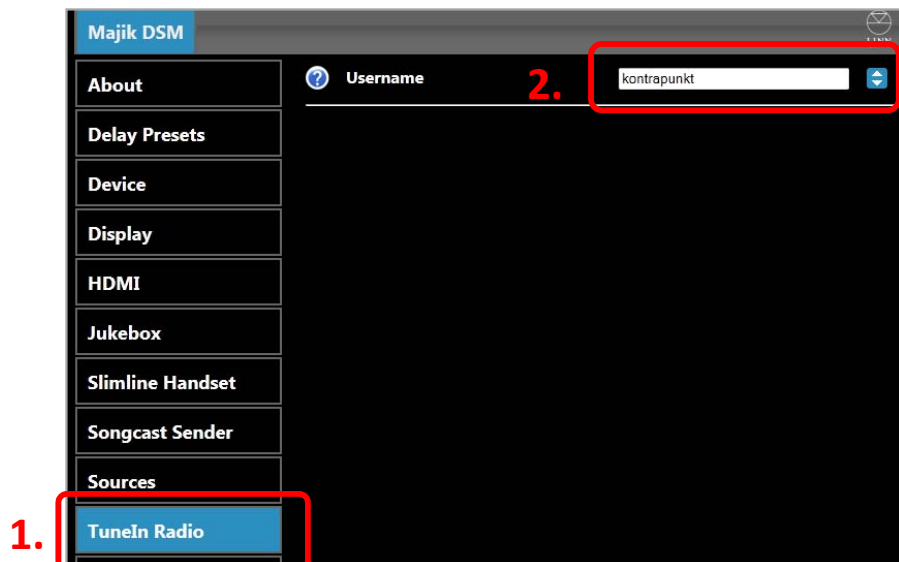 Majik DSM
LINN
About
? Username
2.
kontrapunkt
Delay Presets
Device
Display
HDMI
Jukebox
Slimline Handset
Songcast Sender
Sources
1.
TuneIn Radio